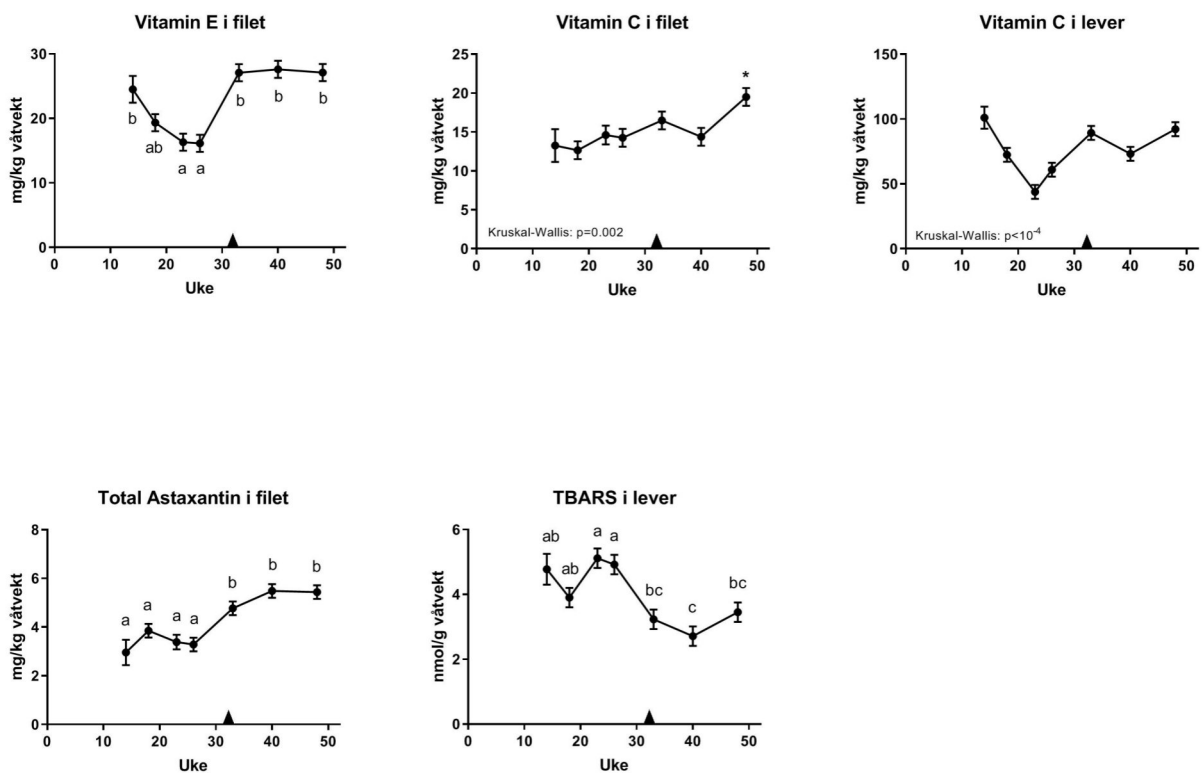 Vitamin E i filet
mg/kg våtvekt
30
20
10
0
b
ab
a
a
b
b
b
0 10 20 30 40 50
Uke
Vitamin C i filet
mg/kg våtvekt
25
20
15
10
5
0
*
Kruskal-Wallis: p=0.002
0 10 20 30 40 50
Uke
Vitamin C i lever
mg/kg våtvekt
150
100
50
0
Kruskal-Wallis: p<10⁻⁴
0 10 20 30 40 50
Uke
Total Astaxantin i filet
mg/kg våtvekt
8
6
4
2
0
a
a
a
a
b
b
b
0 10 20 30 40 50
Uke
TBARS i lever
nmol/g våtvekt
6
4
2
0
ab
ab
a
a
bc
c
bc
0 10 20 30 40 50
Uke